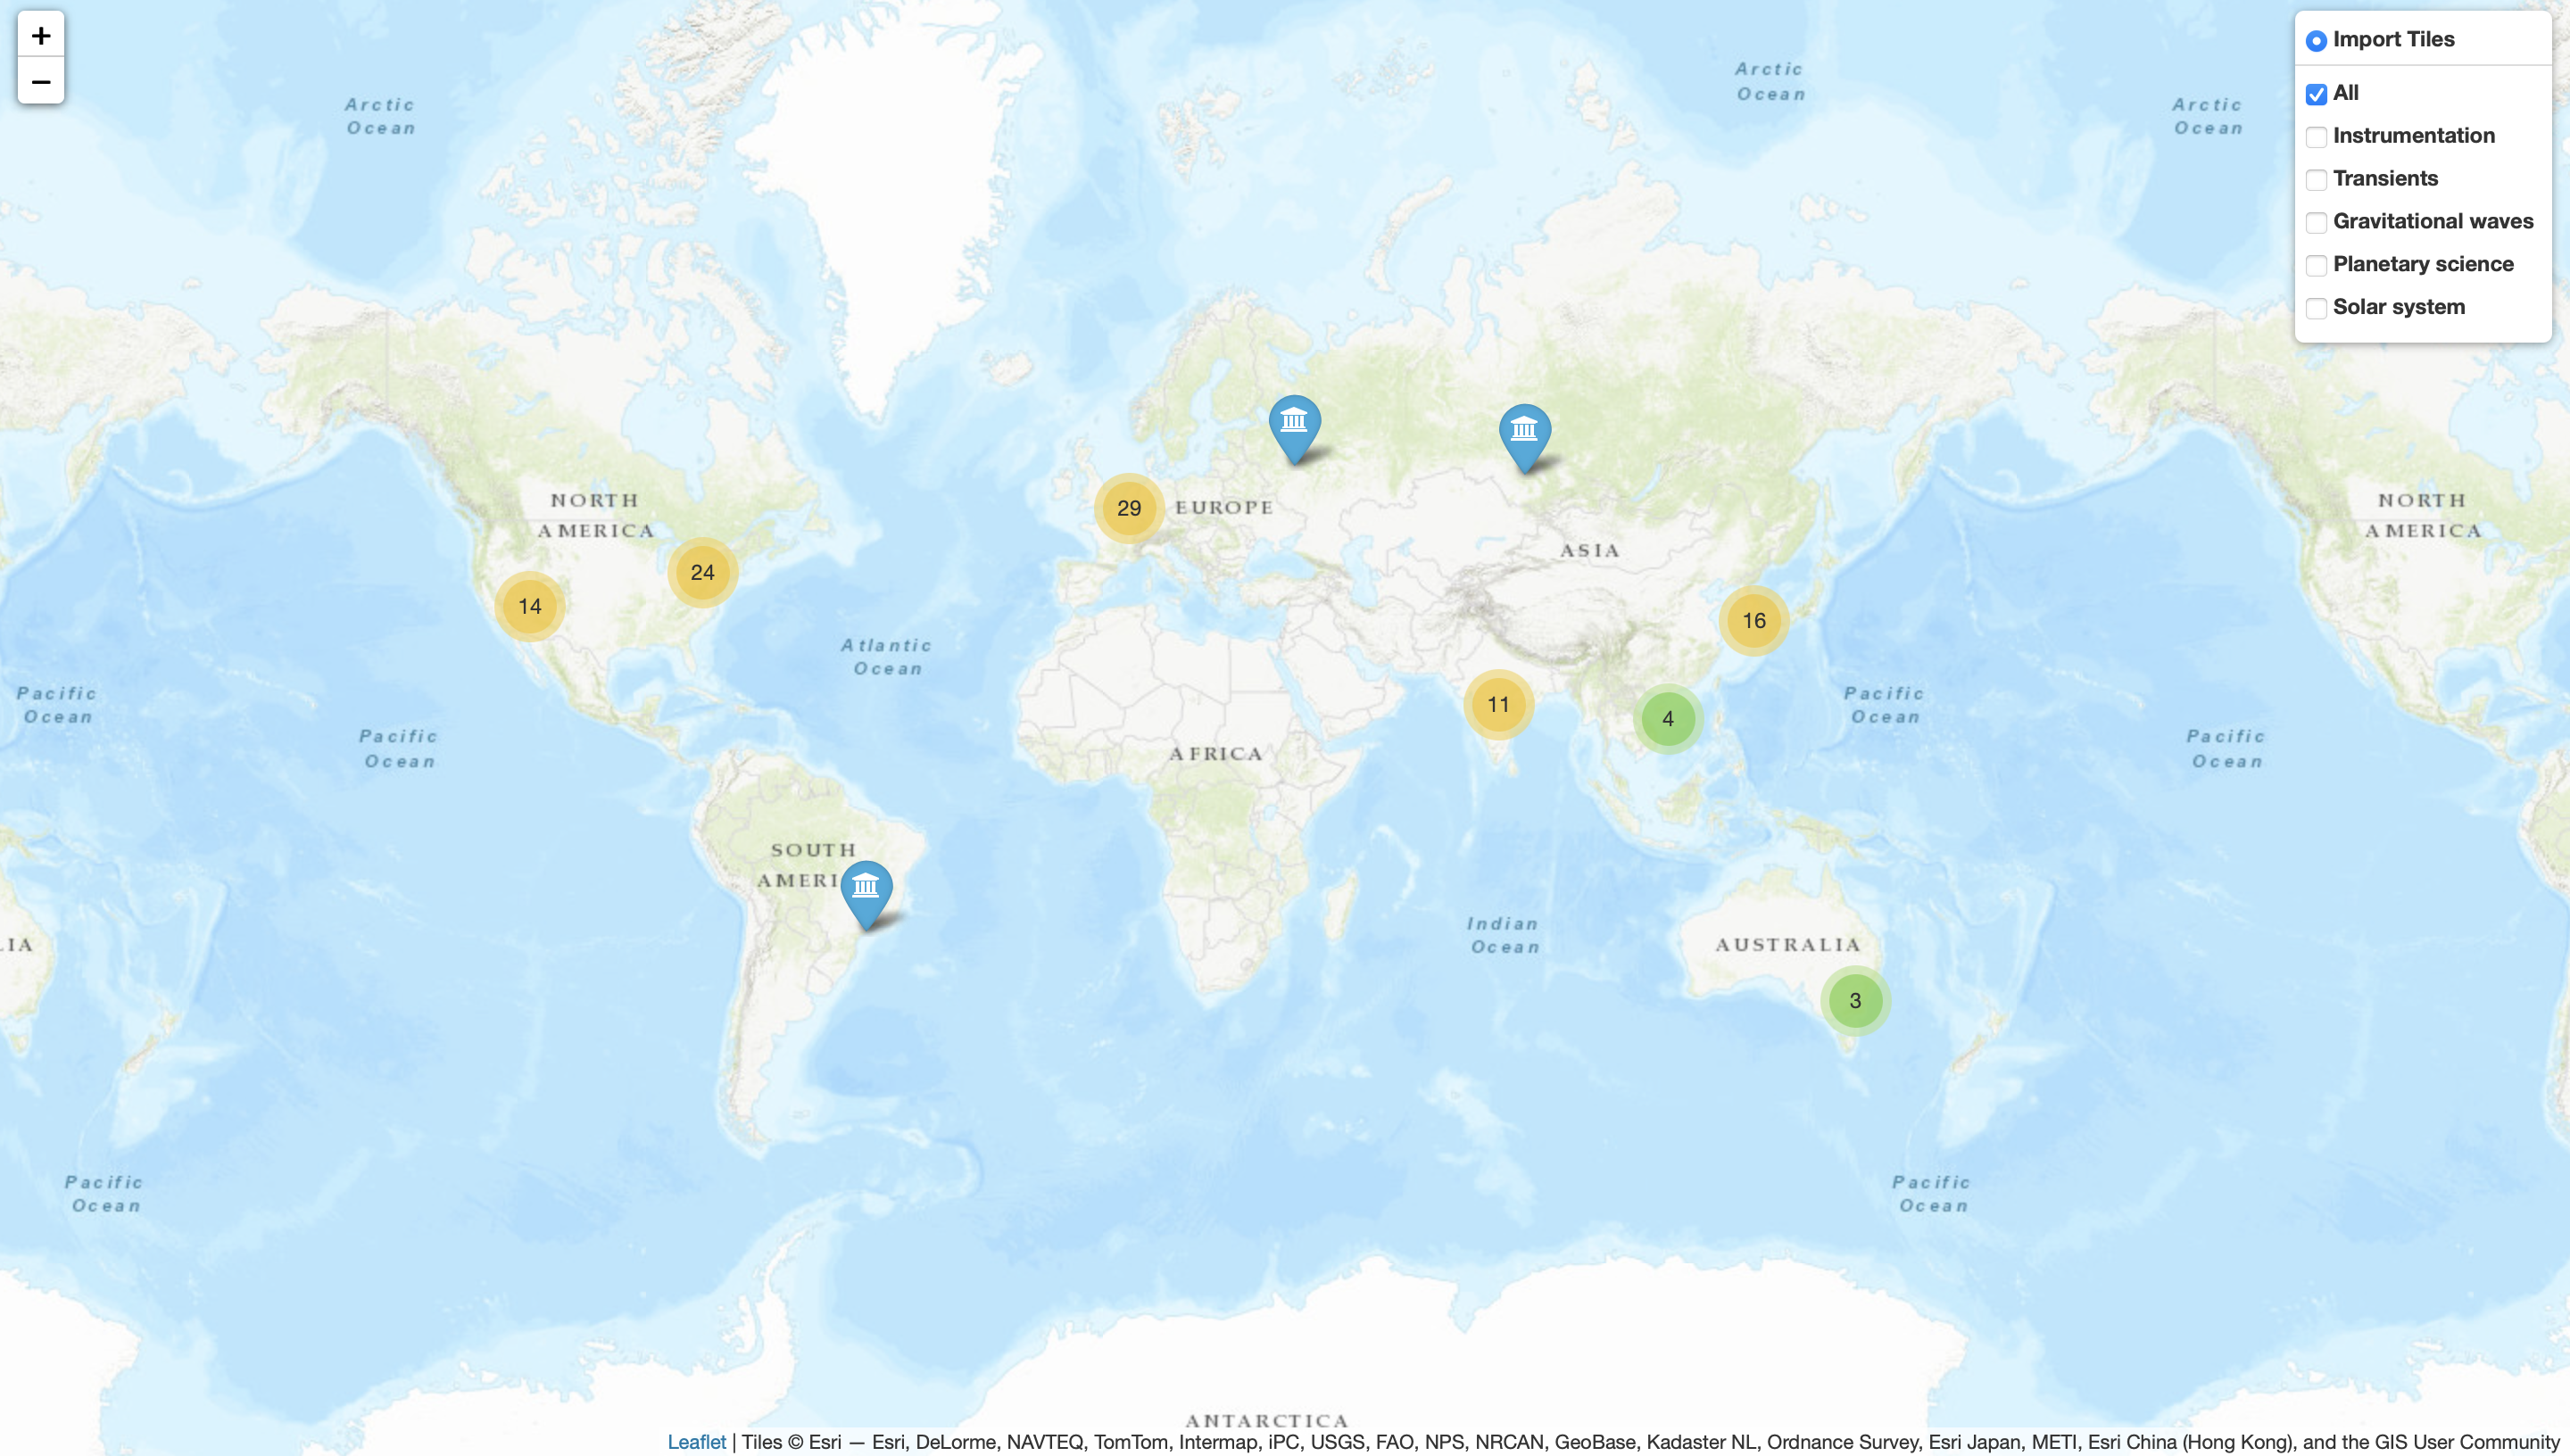 +
−
Import Tiles
All
Instrumentation
Transients
Gravitational waves
Planetary science
Solar system
Arctic
Ocean
Arctic
Ocean
Arctic
Ocean
NORTH
AMERICA
29
EUROPE
NORTH
AMERICA
24
14
ASIA
16
Atlantic
Ocean
Pacific
Ocean
Pacific
Ocean
11
4
Pacific
Ocean
Pacific
Ocean
AFRICA
SOUTH
AMERI
LIA
Indian
Ocean
AUSTRALIA
3
Pacific
Ocean
Pacific
Ocean
ANTARCTICA
Leaflet | Tiles © Esri — Esri, DeLorme, NAVTEQ, TomTom, Intermap, iPC, USGS, FAO, NPS, NRCAN, GeoBase, Kadaster NL, Ordnance Survey, Esri Japan, METI, Esri China (Hong Kong), and the GIS User Community